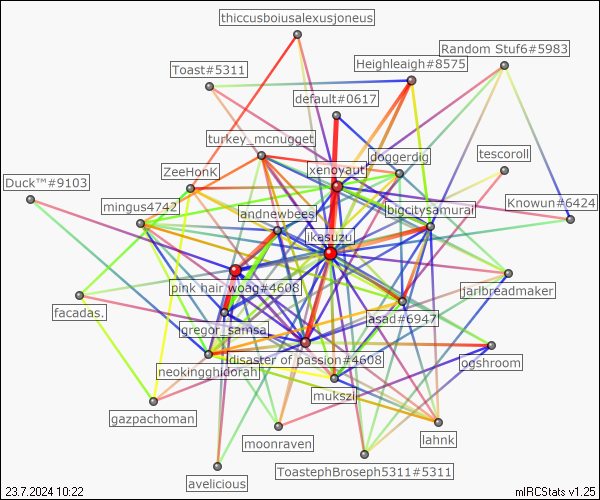 thiccusboiusalexusjoneus
Random Stuf6#5983
Heighleaigh#8575
Toast#5311
default#0617
turkey_mcnugget
doggerdig
tescoroll
xenoyaut
ZeeHonK
Duck™#9103
mingus4742
Knowun#6424
landnewbees
bigcitysamurai
ikasuzu
pink hair woag#4608
jarlbreadmaker
facadas.
asad#6947
gregor_samsa
disaster of passion#4608
ogshroom
neokingghidorah
mukszi
gazpachoman
moonraven
lahnk
ToastephBroseph5311#5311
avelicious
23.7.2024 10:22
mIRCStats v1.25